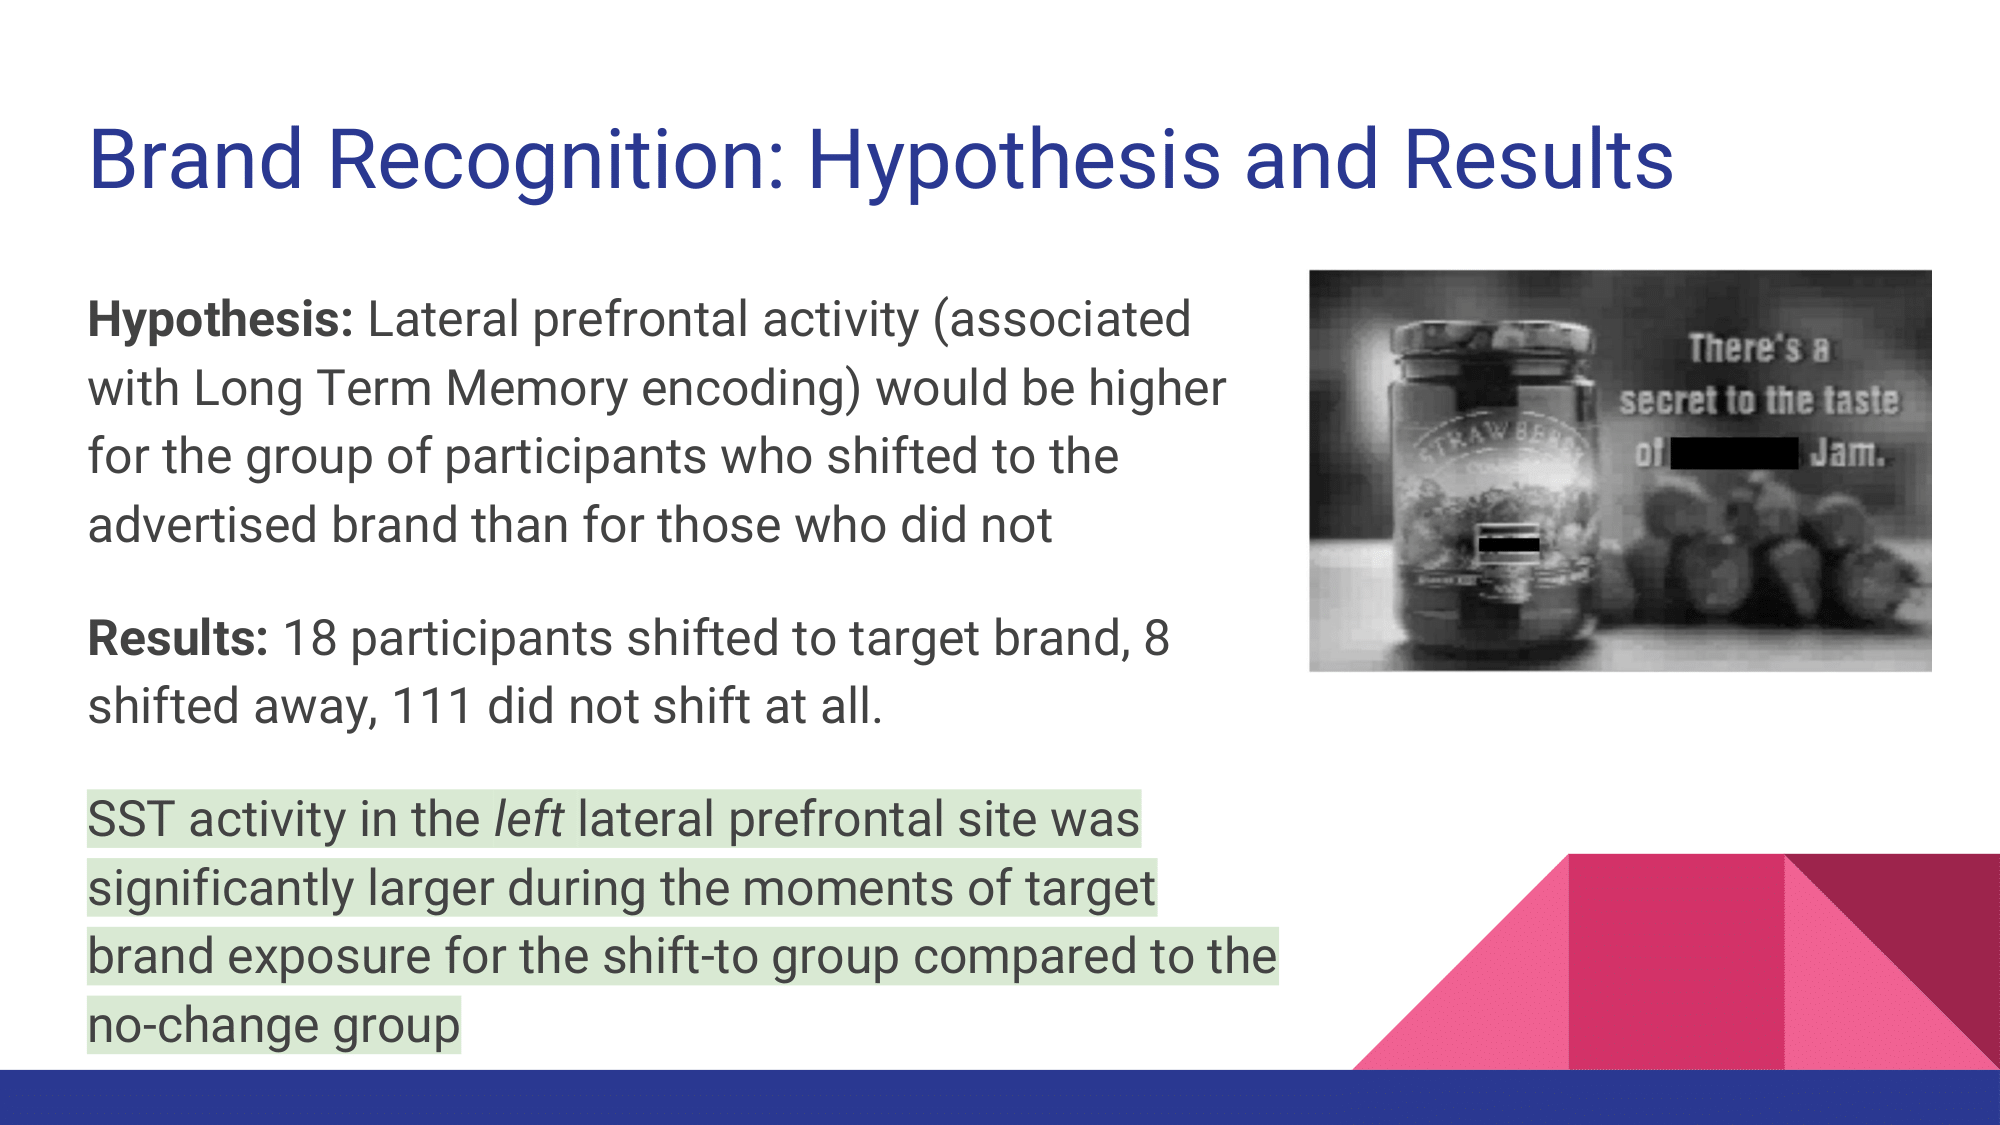 Brand Recognition: Hypothesis and Results
Hypothesis: Lateral prefrontal activity (associated
with Long Term Memory encoding) would be higher
for the group of participants who shifted to the
advertised brand than for those who did not
Results: 18 participants shifted to target brand, 8
shifted away, 111 did not shift at all.
SST activity in the left lateral prefrontal site was
significantly larger during the moments of target
brand exposure for the shift-to group compared to the
no-change group
There's a
secret to the taste
of Jam.
STRAWBERRY